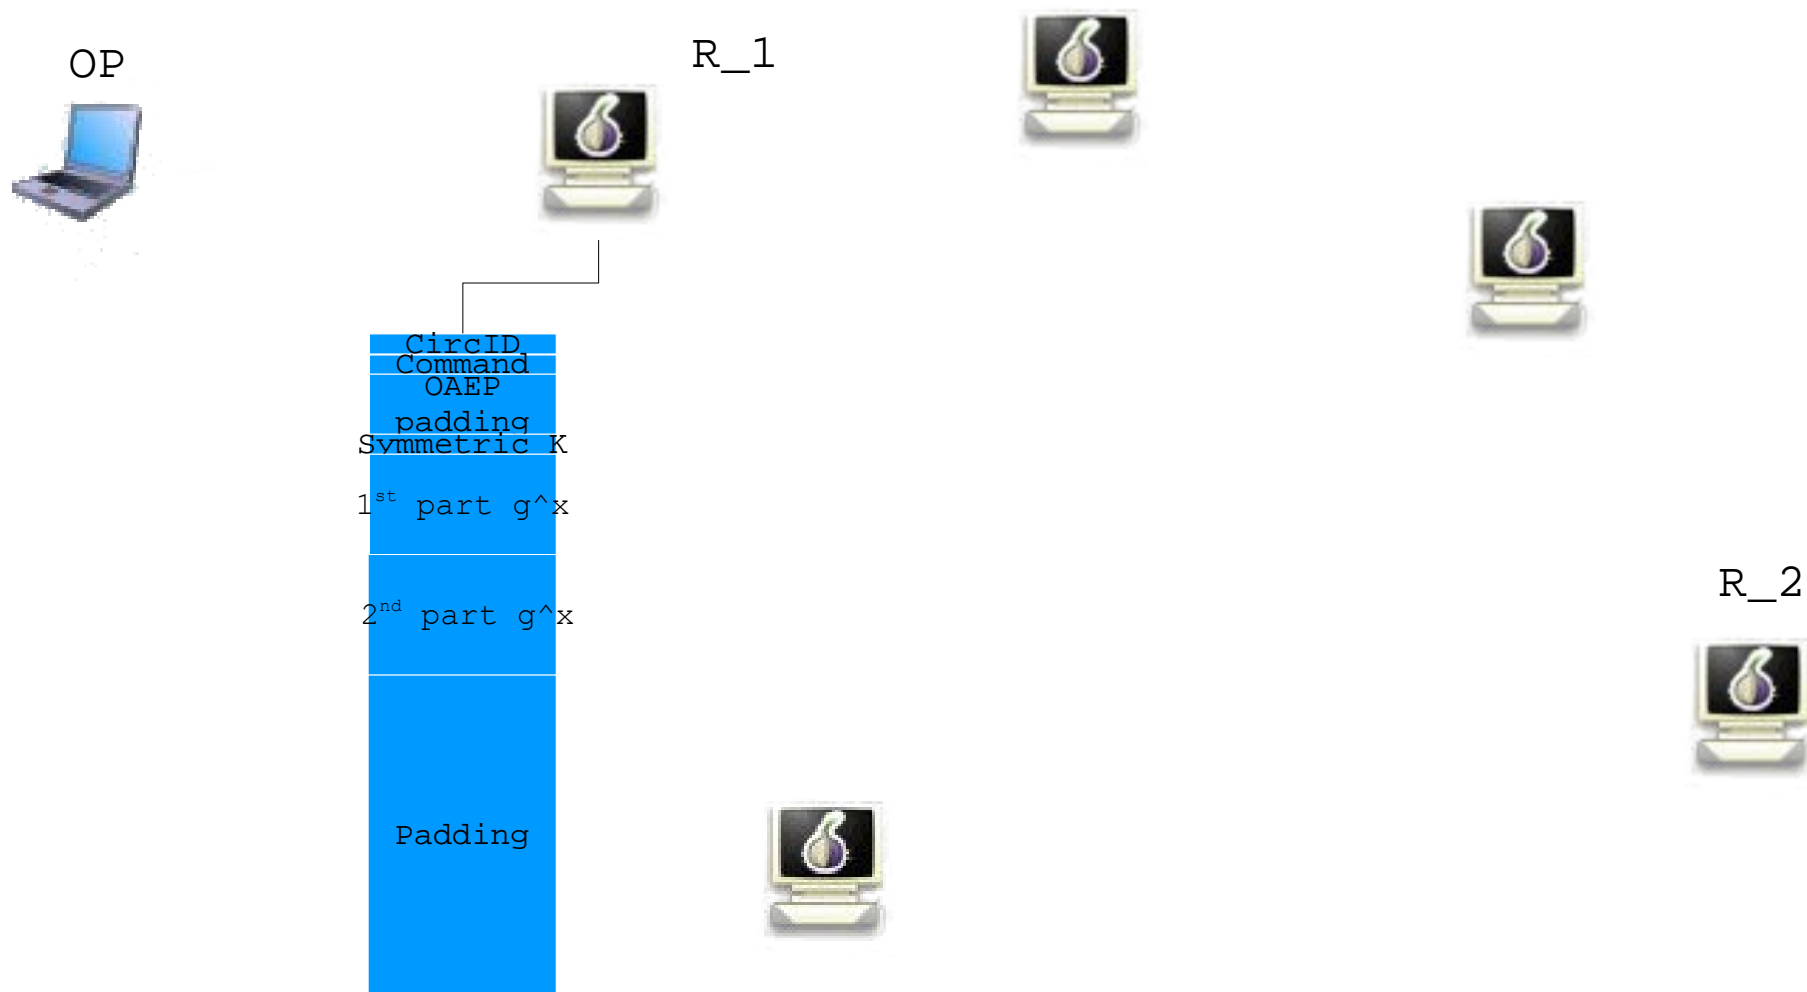 OP
R_1
CircID
Command
OAEP
padding
Symmetric K
1st part g^x
2nd part g^x
R_2
Padding